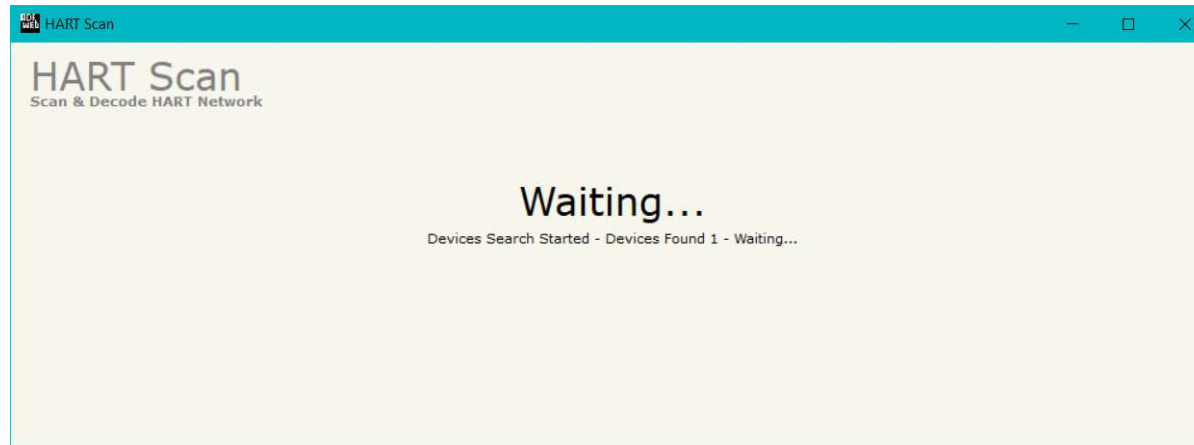 HART Scan
HART Scan
Scan & Decode HART Network
Waiting...
Devices Search Started - Devices Found 1 - Waiting...